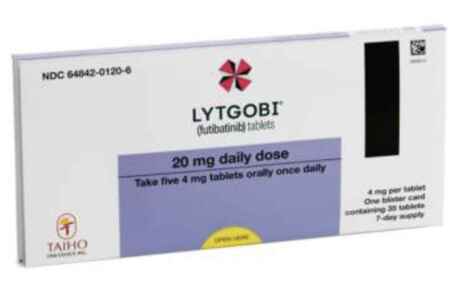 NDC 64842-0120-6
LYTGOBI®
(futibatinib) tablets
20 mg daily dose
Take five 4 mg tablets orally once daily
4 mg per tablet
One blister card
containing 35 tablets
7-day supply
TAIHO
ONCOLOGY, INC.
OPEN HERE